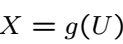 X = g(U)